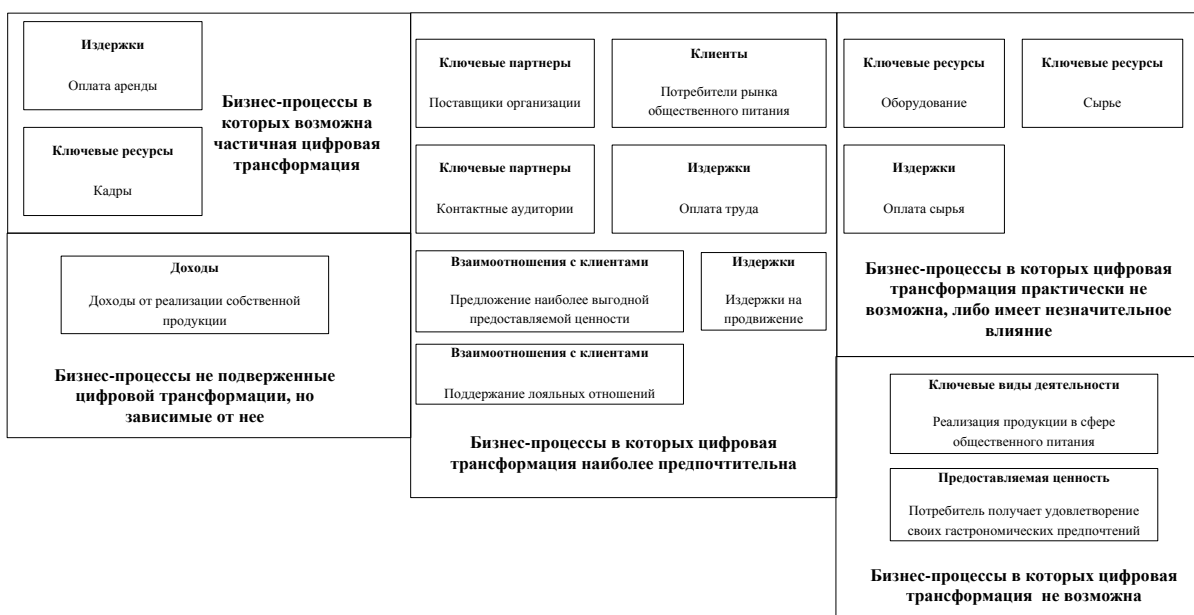 Издержки
Оплата аренды
Ключевые ресурсы
Кадры
Бизнес-процессы в
которых возможна
частичная цифровая
трансформация
Доходы
Доходы от реализации собственной
продукции
Бизнес-процессы не подверженные
цифровой трансформации, но
зависимые от нее
Ключевые партнеры
Поставщики организации
Клиенты
Потребители рынка
общественного питания
Ключевые партнеры
Контактные аудитории
Издержки
Оплата труда
Взаимоотношения с клиентами
Предложение наиболее выгодной
предоставляемой ценности
Издержки
Издержки на
продвижение
Взаимоотношения с клиентами
Поддержание лояльных отношений
Бизнес-процессы в которых цифровая
трансформация наиболее предпочтительна
Ключевые ресурсы
Оборудование
Ключевые ресурсы
Сырье
Издержки
Оплата сырья
Бизнес-процессы в которых цифровая
трансформация практически не
возможна, либо имеет незначительное
влияние
Ключевые виды деятельности
Реализация продукции в сфере
общественного питания
Предоставляемая ценность
Потребитель получает удовлетворение
своих гастрономических предпочтений
Бизнес-процессы в которых цифровая
трансформация не возможна